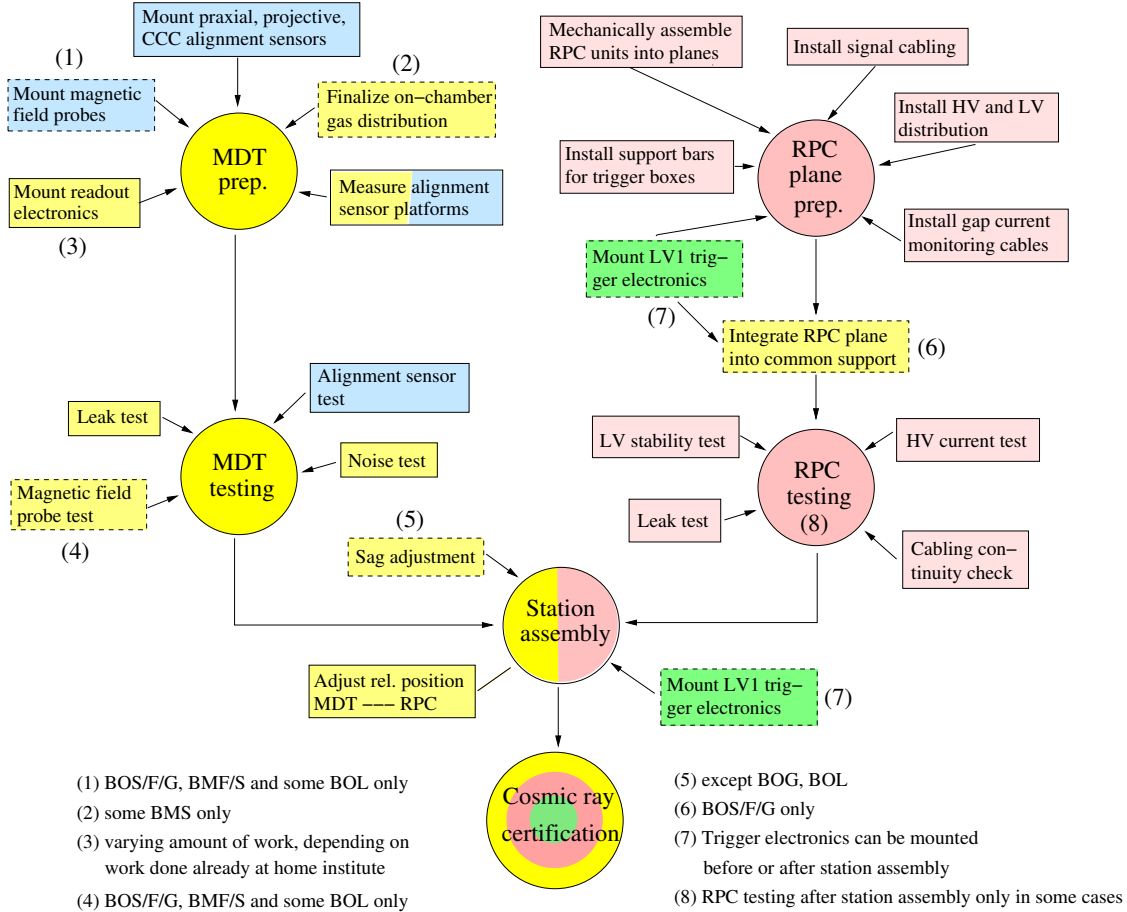 Mount praxial, projective,
CCC alignment sensors
(1)
Mount magnetic
field probes
(2)
Finalize on−chamber
gas distribution
MDT
prep.
Mount readout
electronics
(3)
Measure alignment
sensor platforms
Mechanically assemble
RPC units into planes
Install signal cabling
Install HV and LV
distribution
Install support bars
for trigger boxes
RPC
plane
prep.
Install gap current
monitoring cables
Mount LV1 trig−
ger electronics
(7)
Integrate RPC plane
into common support
(6)
Alignment sensor
test
Leak test
MDT
testing
Noise test
Magnetic field
probe test
(4)
LV stability test
HV current test
RPC
testing
(8)
Leak test
Cabling con−
tinuity check
(5)
Sag adjustment
Station
assembly
Adjust rel. position
MDT −−− RPC
Mount LV1 trig−
ger electronics
(7)
Cosmic ray
certification
(1) BOS/F/G, BMF/S and some BOL only
(2) some BMS only
(3) varying amount of work, depending on
work done already at home institute
(4) BOS/F/G, BMF/S and some BOL only
(5) except BOG, BOL
(6) BOS/F/G only
(7) Trigger electronics can be mounted
before or after station assembly
(8) RPC testing after station assembly only in some cases